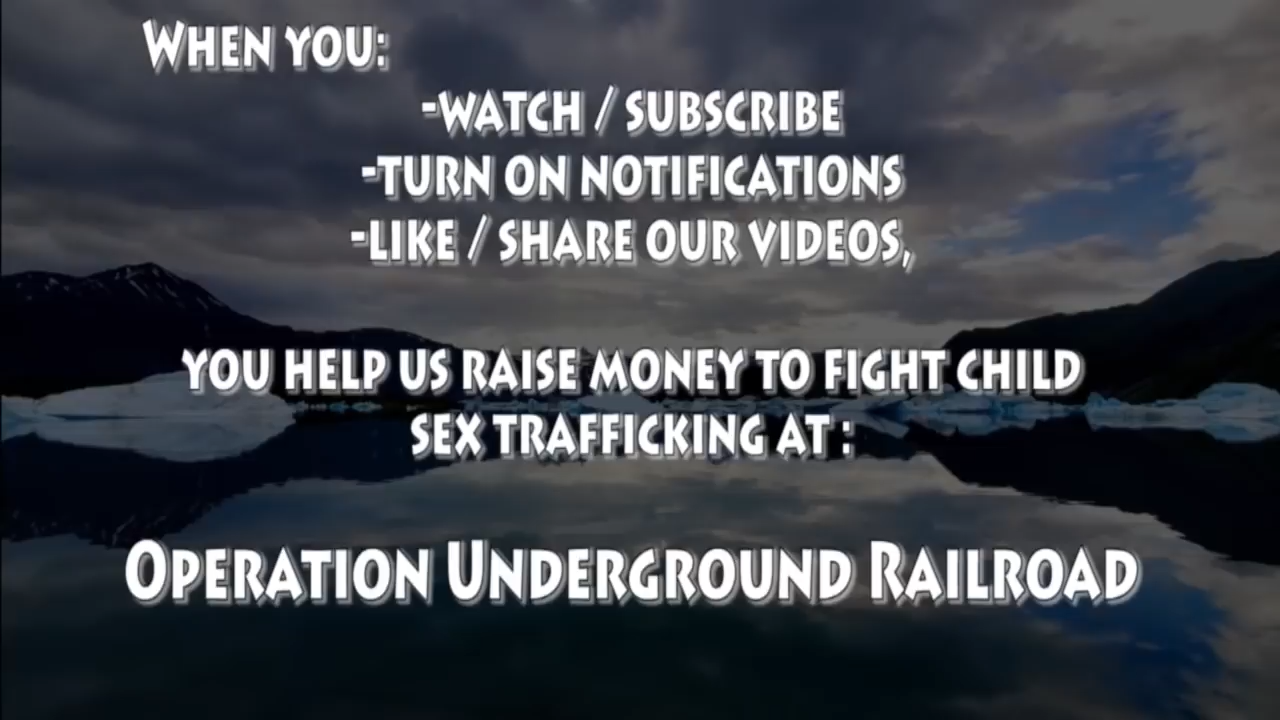 WHEN YOU:
-WATCH / SUBSCRIBE
-TURN ON NOTIFICATIONS
-LIKE / SHARE OUR VIDEOS,
YOU HELP US RAISE MONEY TO FIGHT CHILD
SEX TRAFFICKING AT :
OPERATION UNDERGROUND RAILROAD